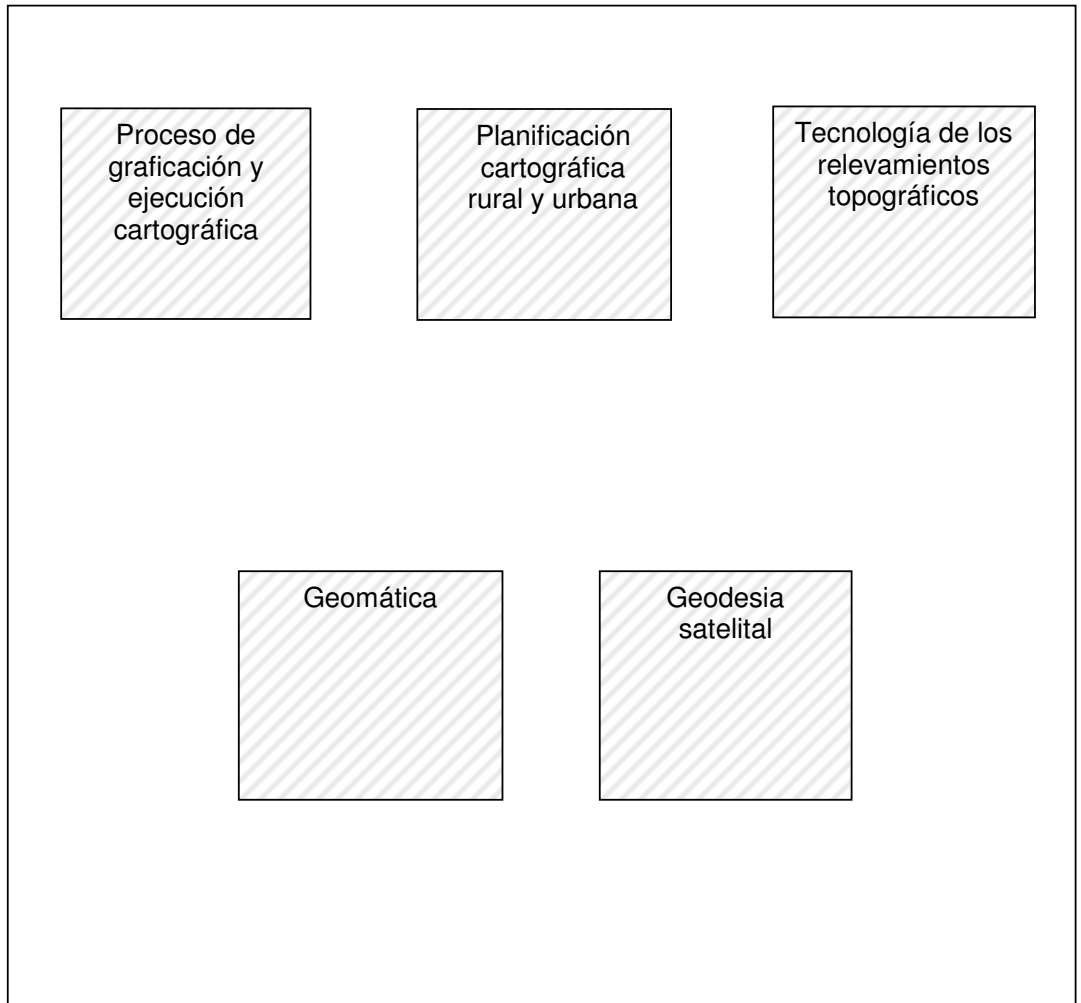 Proceso de
graficación y
ejecución
cartográfica
Planificación
cartográfica
rural y urbana
Tecnología de los
relevamientos
topográficos
Geomática
Geodesia
satelital